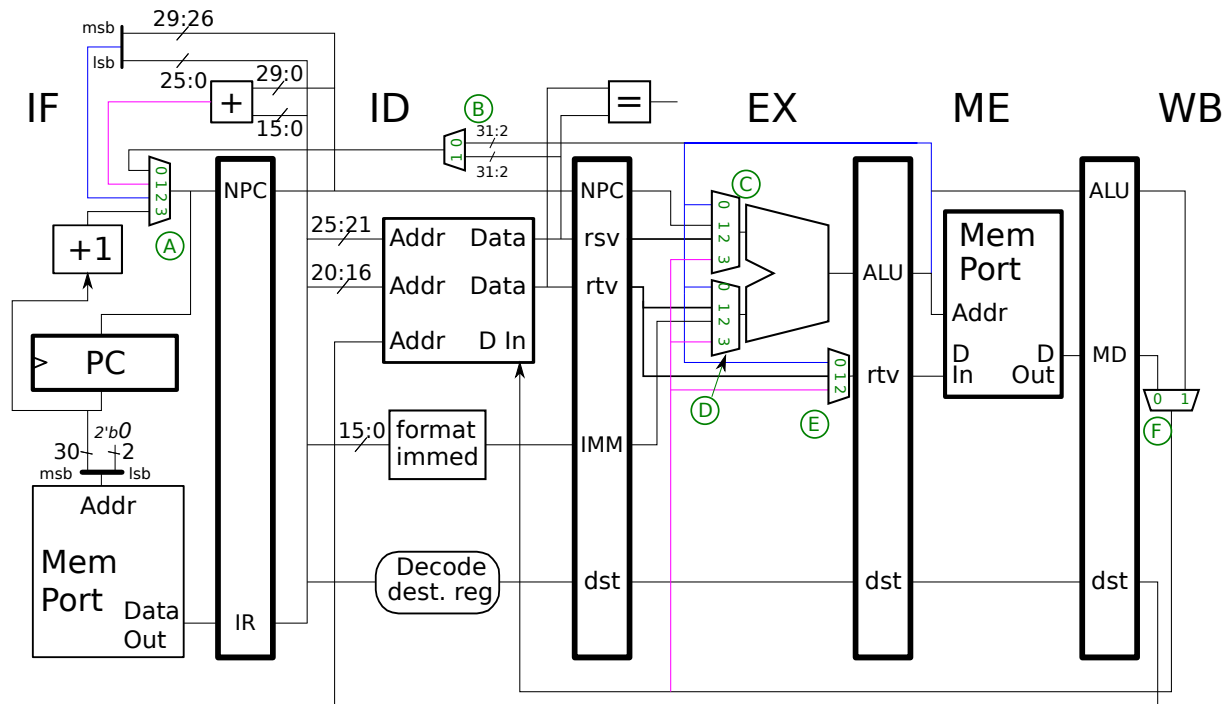 msb
29:26
lsb
25:0
29:0
+
15:0
IF
ID
B
=
EX
ME
WB
31:2
0 1
31:2
0 1 2 3
A
NPC
NPC
C
0 1 2 3
ALU
+1
25:21
Addr
Data
rsv
Mem
Port
20:16
Addr
Data
rtv
0 1 2 3
ALU
Addr
Addr
D In
PC
D
In
D
Out
MD
0 1 2
rtv
0 1
D
E
F
2'b0
30
2
msb
lsb
15:0
format
immed
IMM
Addr
Mem
Port
Data
Out
IR
Decode
dest. reg
dst
dst
dst